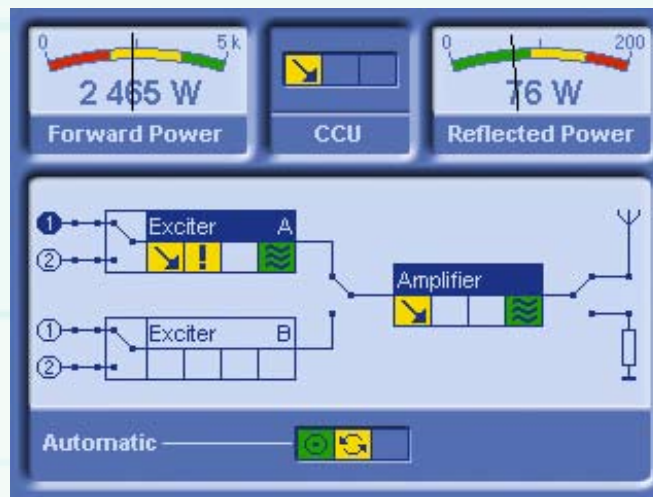 0 5 k
2 465 W
Forward Power
CCU
0 200
76 W
Reflected Power
1
Exciter A
!
2
Amplifier
1
Exciter B
2
Automatic